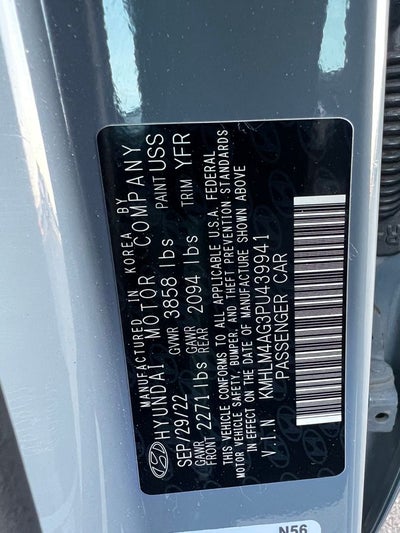 MANUFACTURED IN KOREA BY
HYUNDAI MOTOR COMPANY
SEP/29/22 GVWR 3858 lbs PAINT USS
GAWR FRONT 2271 lbs GAWR REAR 2094 lbs TRIM YFR
THIS VEHICLE CONFORMS TO ALL APPLICABLE U.S.A. FEDERAL
MOTOR VEHICLE SAFETY, BUMPER, AND THEFT PREVENTION STANDARDS
IN EFFECT ON THE DATE OF MANUFACTURE SHOWN ABOVE
V.I.N KMHLM4AG3PU439941
PASSENGER CAR
N56